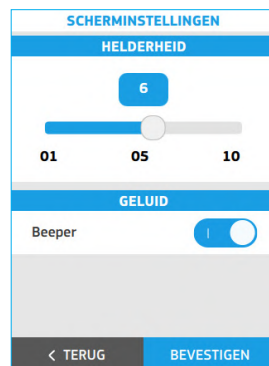 SCHERMINSTELLINGEN
HELDERHEID
6
01 05 10
GELUID
Beeper
< TERUG BEVESTIGEN